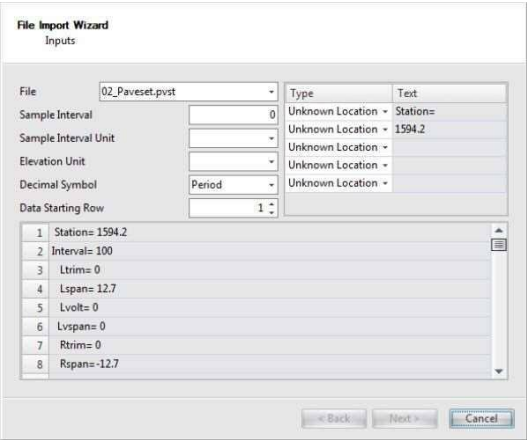 File Import Wizard
Inputs
File 02_Paveset.pvst
Sample Interval 0
Sample Interval Unit
Elevation Unit
Decimal Symbol Period
Data Starting Row 1
Type Text
Unknown Location Station=
Unknown Location 1594.2
Unknown Location
Unknown Location
Unknown Location
1 Station= 1594.2
2 Interval= 100
3 Ltrim= 0
4 Lspan= 12.7
5 Lvolt= 0
6 Lvspan= 0
7 Rtrim= 0
8 Rspan=-12.7
< Back Next > Cancel